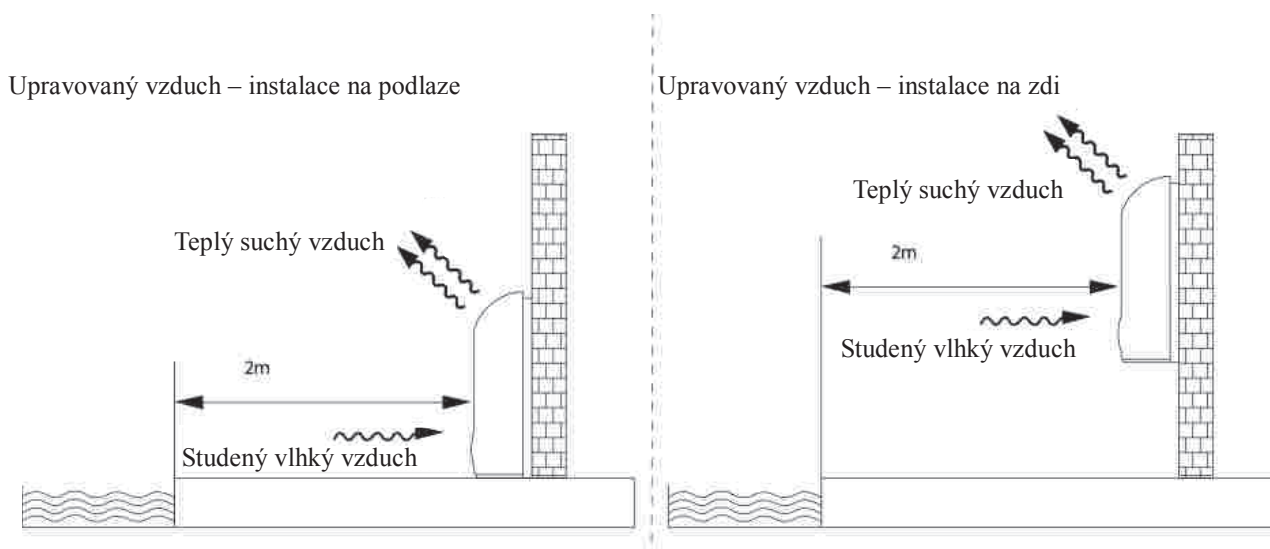 Upravovaný vzduch – instalace na podlaze
Teplý suchý vzduch
2m
Studený vlhký vzduch
Upravovaný vzduch – instalace na zdi
Teplý suchý vzduch
2m
Studený vlhký vzduch